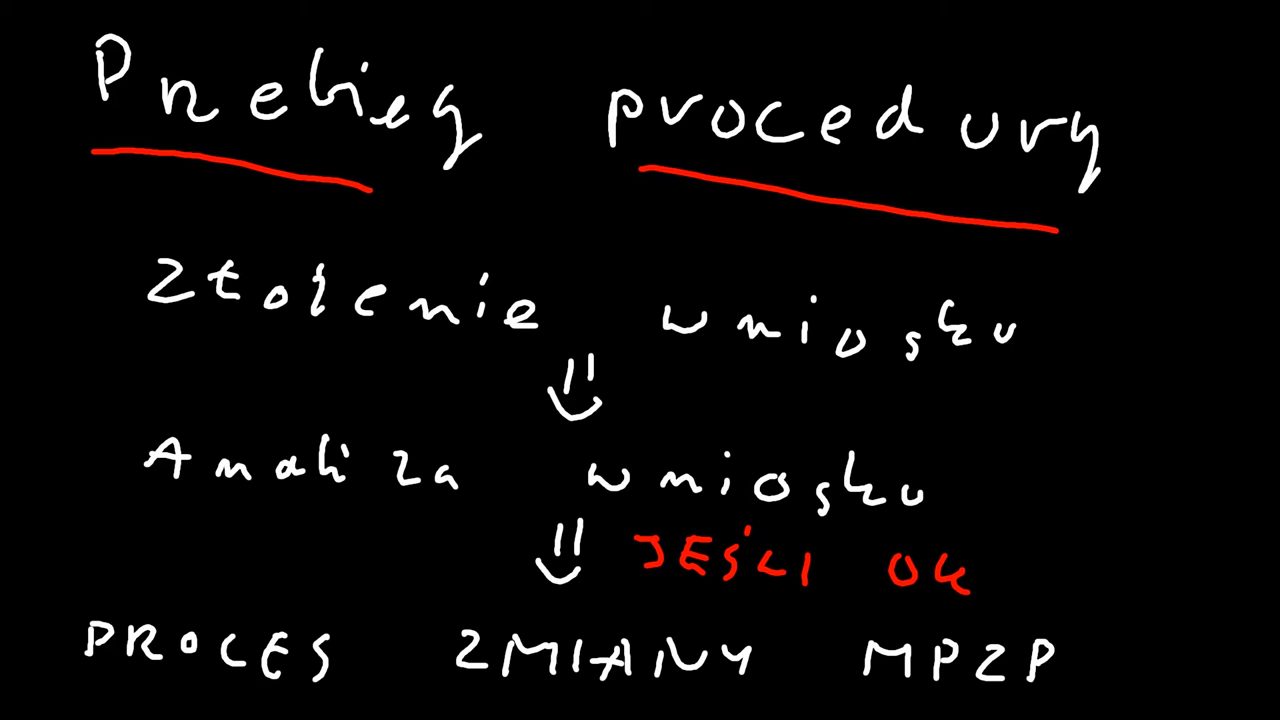 Przebieg procedury
Złożenie wniosku
Analiza wniosku
JEŚLI OK
PROCES ZMIANY MPZP